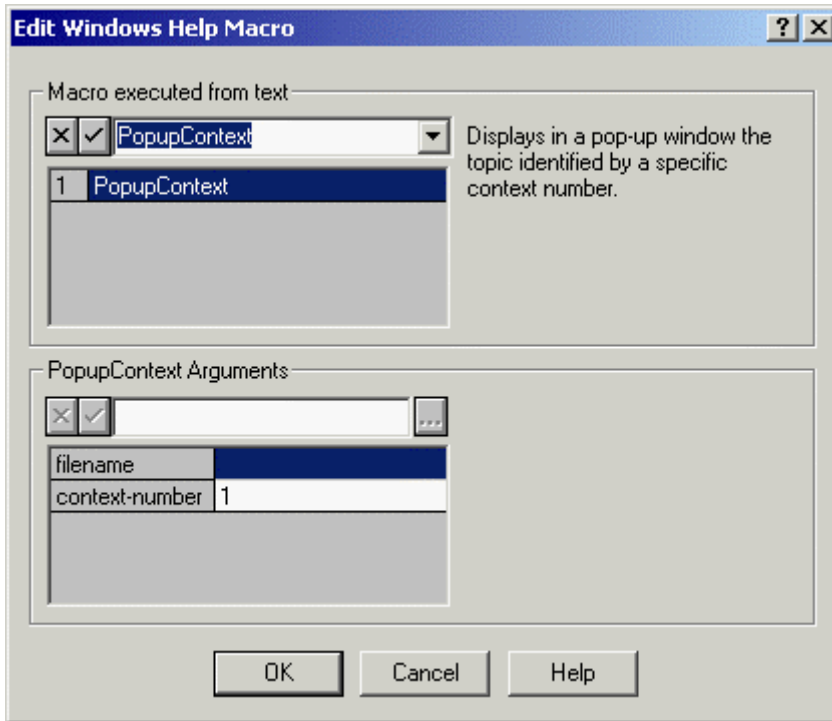 Edit Windows Help Macro
Macro executed from text
PopupContext
Displays in a pop-up window the
topic identified by a specific
context number.
1 PopupContext
PopupContext Arguments
...
filename
context-number 1
OK Cancel Help